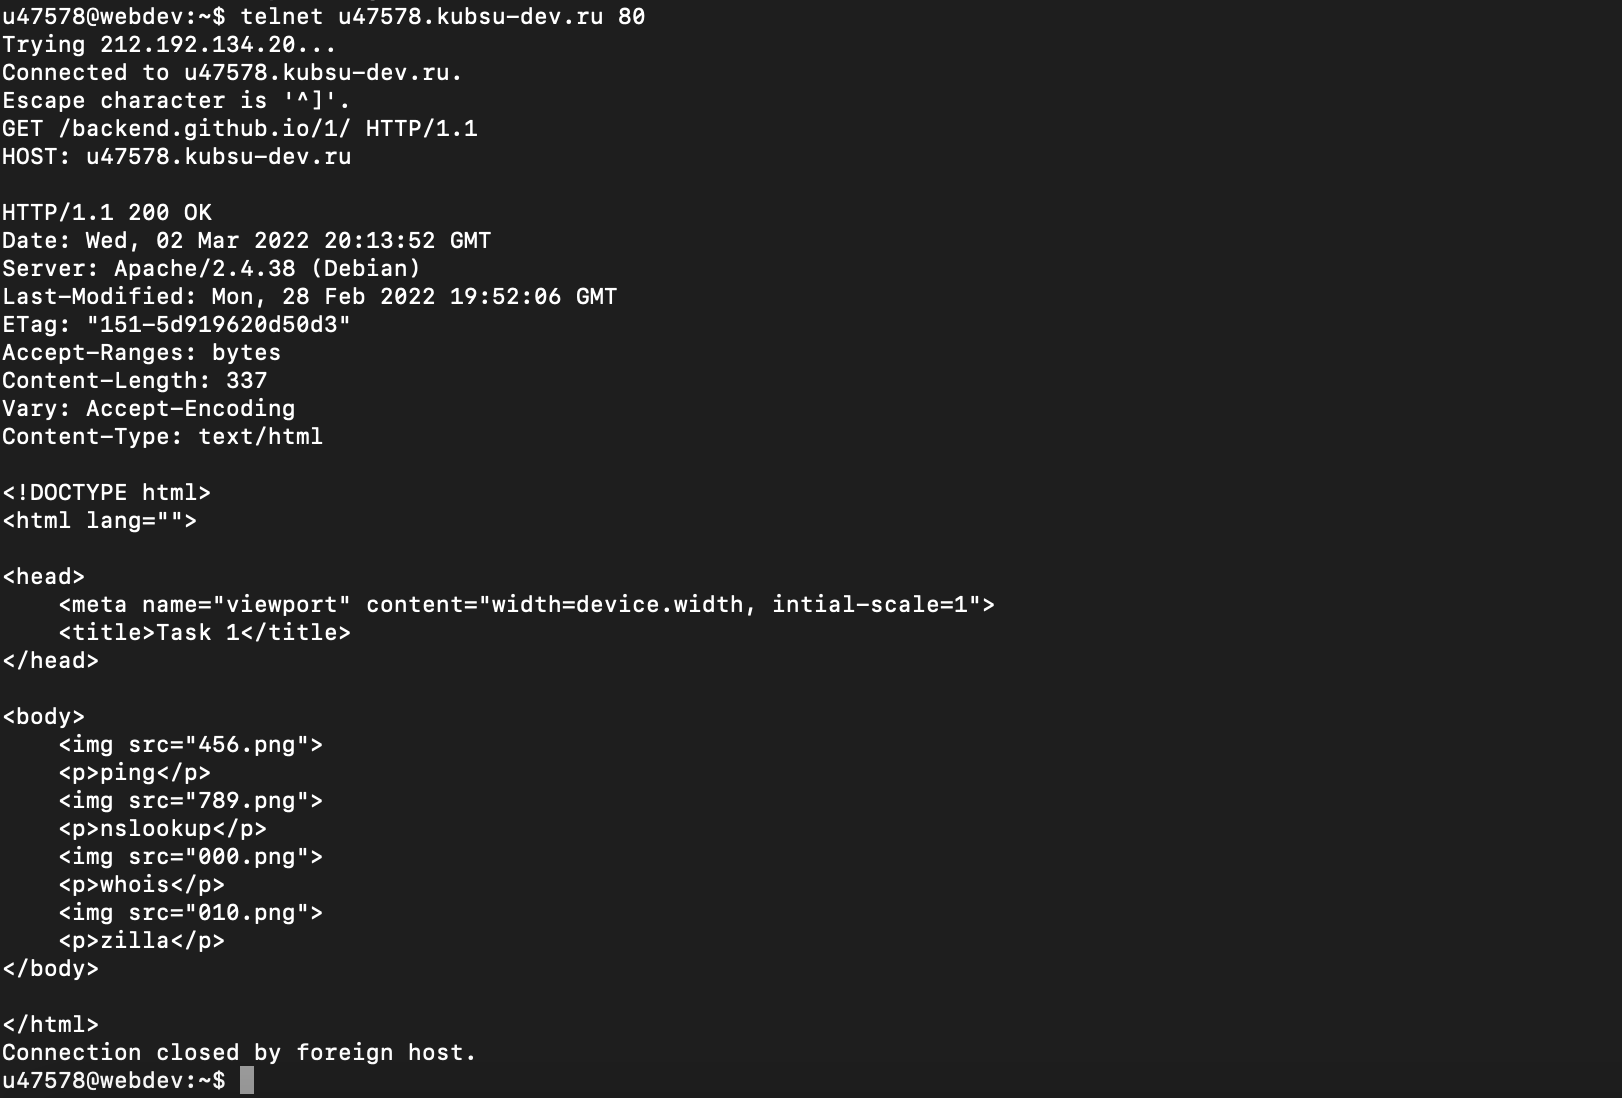 u47578@webdev:~$ telnet u47578.kubsu-dev.ru 80
Trying 212.192.134.20...
Connected to u47578.kubsu-dev.ru.
Escape character is '^]'.
GET /backend.github.io/1/ HTTP/1.1
HOST: u47578.kubsu-dev.ru

HTTP/1.1 200 OK
Date: Wed, 02 Mar 2022 20:13:52 GMT
Server: Apache/2.4.38 (Debian)
Last-Modified: Mon, 28 Feb 2022 19:52:06 GMT
ETag: "151-5d919620d50d3"
Accept-Ranges: bytes
Content-Length: 337
Vary: Accept-Encoding
Content-Type: text/html

<!DOCTYPE html>
<html lang="">

<head>
    <meta name="viewport" content="width=device.width, intial-scale=1">
    <title>Task 1</title>
</head>

<body>
    <img src="456.png">
    <p>ping</p>
    <img src="789.png">
    <p>nslookup</p>
    <img src="000.png">
    <p>whois</p>
    <img src="010.png">
    <p>zilla</p>
</body>

</html>
Connection closed by foreign host.
u47578@webdev:~$